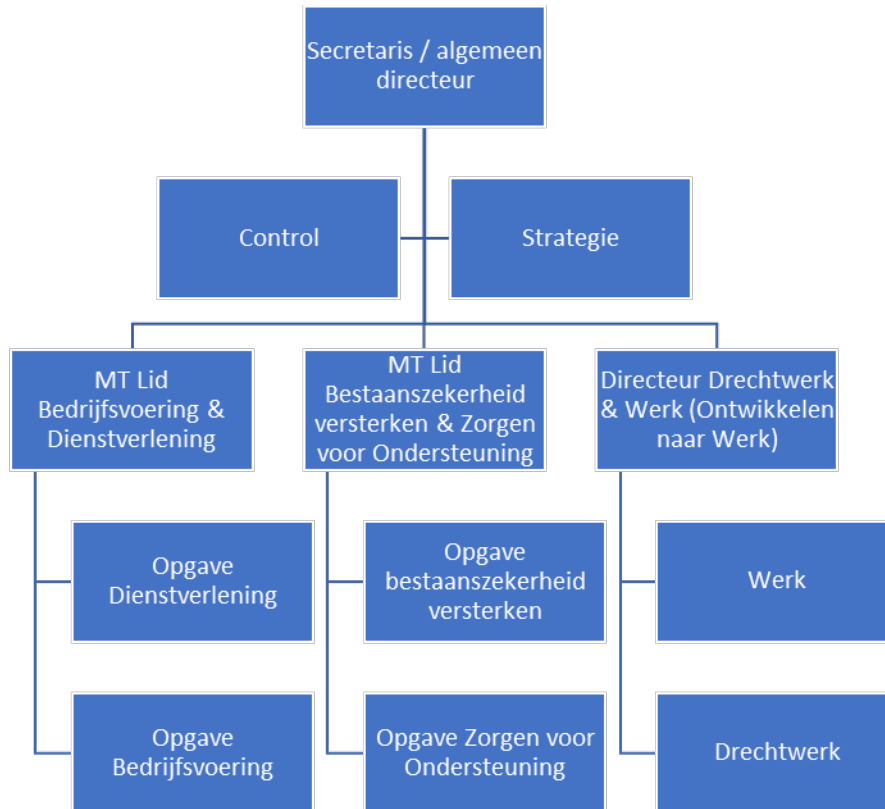 Secretaris / algemeen
directeur
Control
Strategie
MT Lid
Bedrijfsvoering &
Dienstverlening
MT Lid
Bestaanszekerheid
versterken & Zorgen
voor Ondersteuning
Directeur Drechtwerk
& Werk (Ontwikkelen
naar Werk)
Opgave
Dienstverlening
Opgave
bestaanszekerheid
versterken
Werk
Opgave
Bedrijfsvoering
Opgave Zorgen voor
Ondersteuning
Drechtwerk